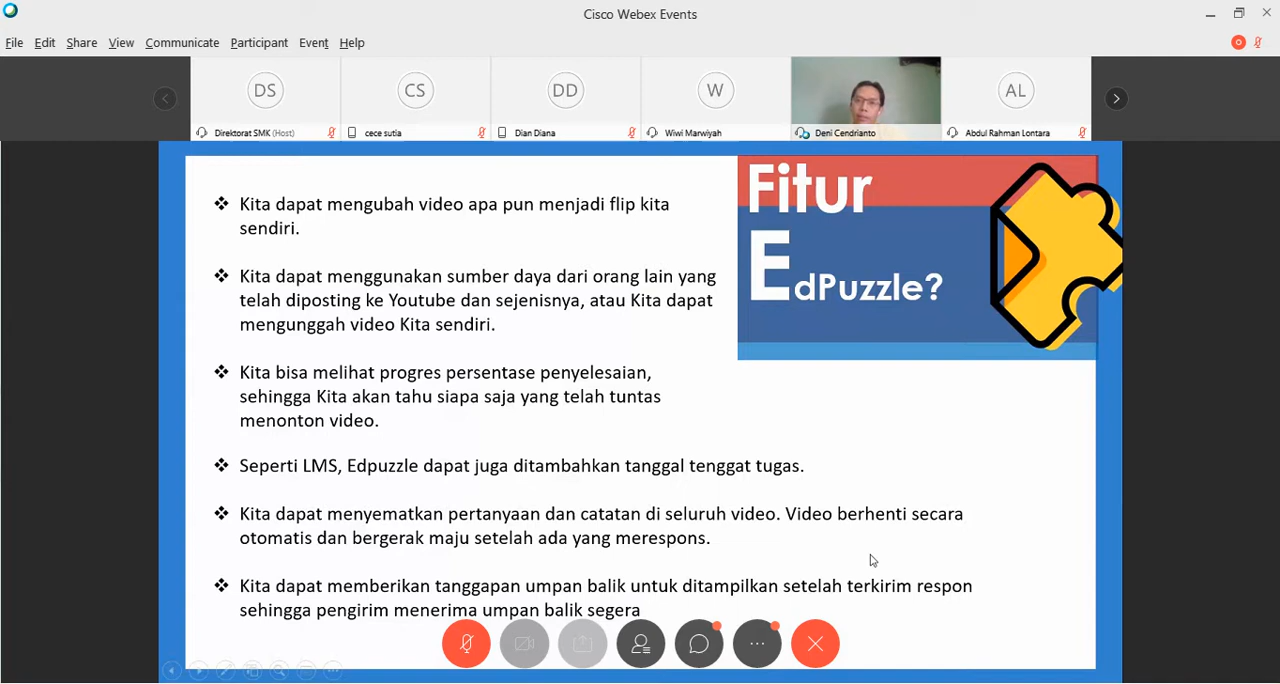 Cisco Webex Events
File Edit Share View Communicate Participant Event Help
DS CS DD W AL
Direktorat SMK (Host) cece sutia Dian Diana Wiwi Marwiyah Deni Cendrianto Abdul Rahman Lontara
Fitur
EdPuzzle?
❖ Kita dapat mengubah video apa pun menjadi flip kita
sendiri.
❖ Kita dapat menggunakan sumber daya dari orang lain yang
telah diposting ke Youtube dan sejenisnya, atau Kita dapat
mengunggah video Kita sendiri.
❖ Kita bisa melihat progres persentase penyelesaian,
sehingga Kita akan tahu siapa saja yang telah tuntas
menonton video.
❖ Seperti LMS, Edpuzzle dapat juga ditambahkan tanggal tenggat tugas.
❖ Kita dapat menyematkan pertanyaan dan catatan di seluruh video. Video berhenti secara
otomatis dan bergerak maju setelah ada yang merespons.
❖ Kita dapat memberikan tanggapan umpan balik untuk ditampilkan setelah terkirim respon
sehingga pengirim menerima umpan balik segera